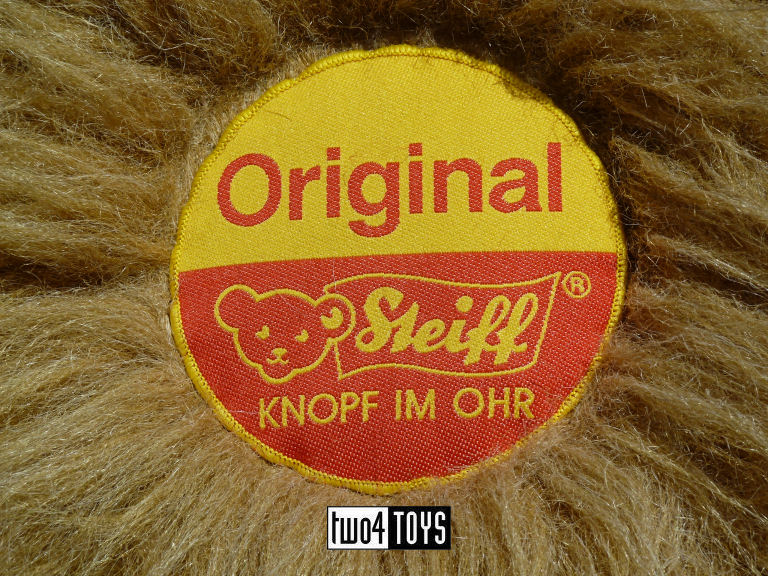 Original
Steiff ®
KNOPF IM OHR
two4TOYS